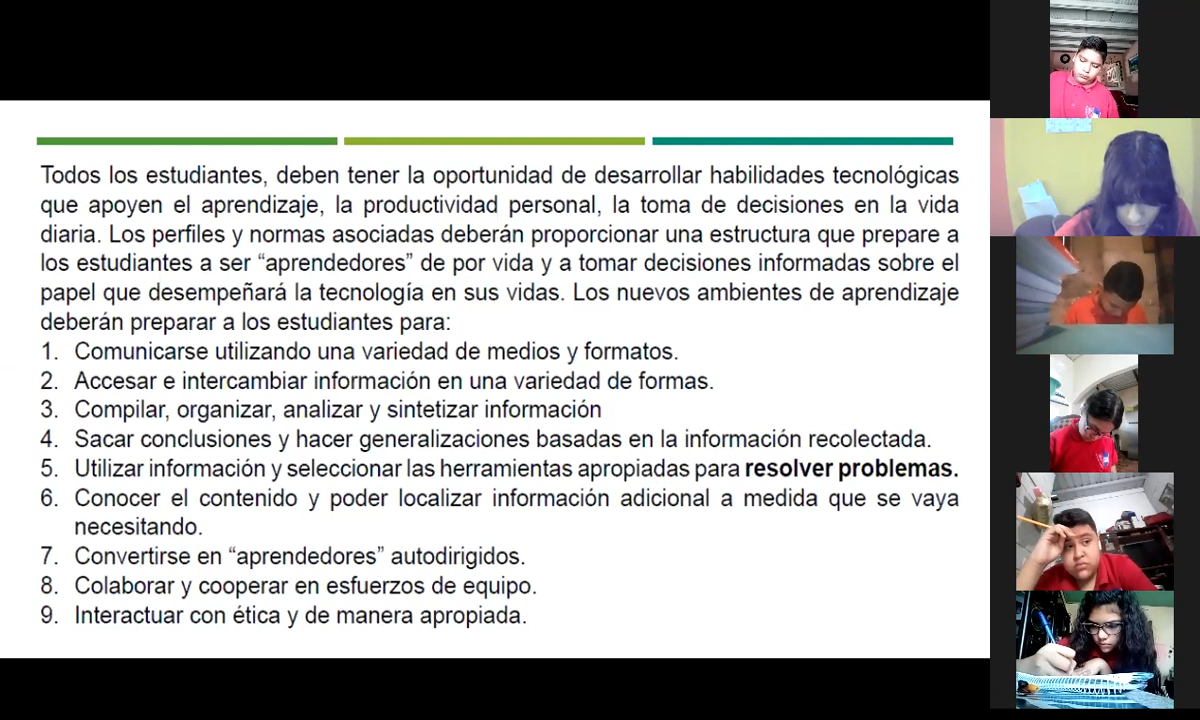 Todos los estudiantes, deben tener la oportunidad de desarrollar habilidades tecnológicas
que apoyen el aprendizaje, la productividad personal, la toma de decisiones en la vida
diaria. Los perfiles y normas asociadas deberán proporcionar una estructura que prepare a
los estudiantes a ser “aprendedores” de por vida y a tomar decisiones informadas sobre el
papel que desempeñará la tecnología en sus vidas. Los nuevos ambientes de aprendizaje
deberán preparar a los estudiantes para:
1. Comunicarse utilizando una variedad de medios y formatos.
2. Accesar e intercambiar información en una variedad de formas.
3. Compilar, organizar, analizar y sintetizar información
4. Sacar conclusiones y hacer generalizaciones basadas en la información recolectada.
5. Utilizar información y seleccionar las herramientas apropiadas para resolver problemas.
6. Conocer el contenido y poder localizar información adicional a medida que se vaya
necesitando.
7. Convertirse en “aprendedores” autodirigidos.
8. Colaborar y cooperar en esfuerzos de equipo.
9. Interactuar con ética y de manera apropiada.